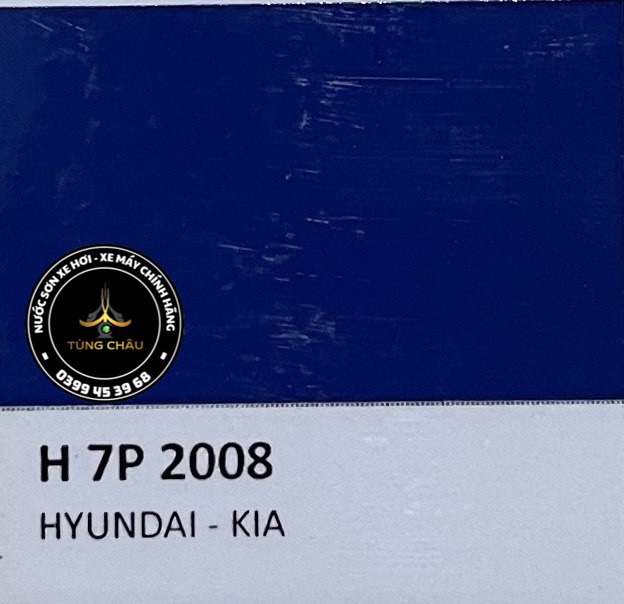 NƯỚC SƠN XE HƠI - XE MÁY CHÍNH HÃNG
TÙNG CHÂU
0399 45 39 68
H 7P 2008
HYUNDAI - KIA